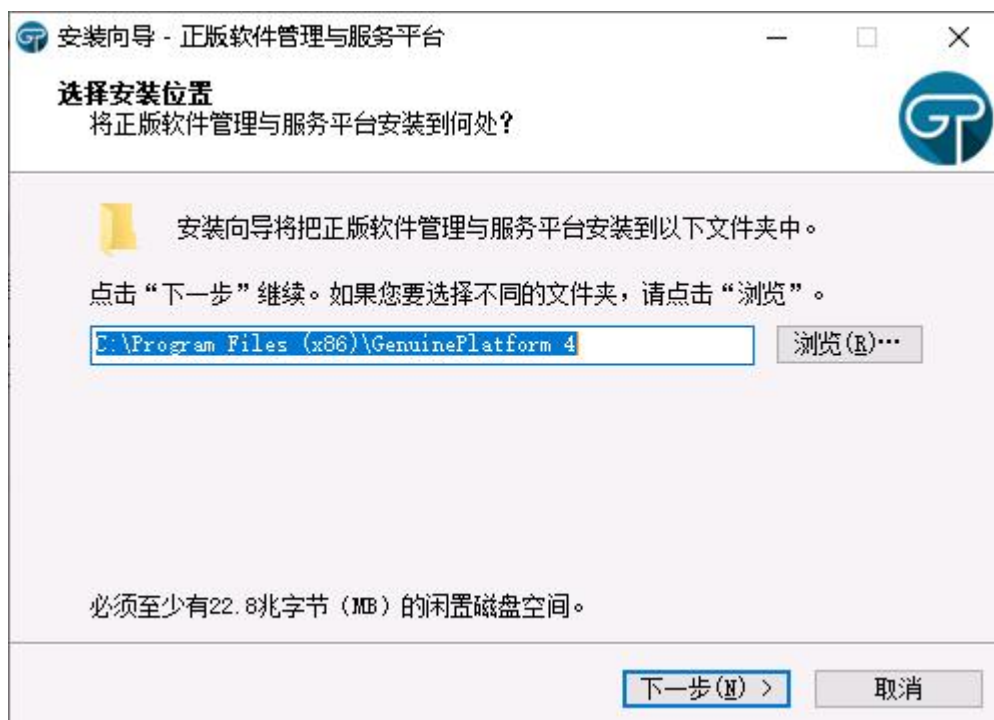 安装向导 - 正版软件管理与服务平台
选择安装位置
将正版软件管理与服务平台安装到何处?
GP
安装向导将把正版软件管理与服务平台安装到以下文件夹中。
点击“下一步”继续。如果您要选择不同的文件夹，请点击“浏览”。
C:\Program Files (x86)\GenuinePlatform 4
浏览(R)…
必须至少有22.8兆字节（MB）的闲置磁盘空间。
下一步(N) >
取消